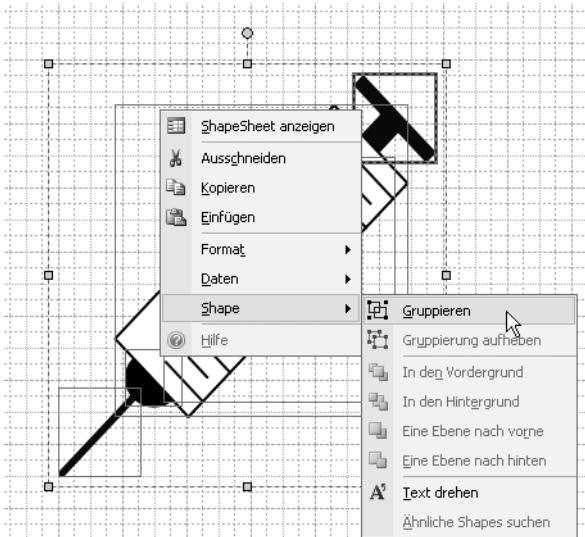 ShapeSheet anzeigen
Ausschneiden
Kopieren
Einfügen
Format
Daten
Shape
Hilfe
Gruppieren
Gruppierung aufheben
In den Vordergrund
In den Hintergrund
Eine Ebene nach vorne
Eine Ebene nach hinten
Text drehen
Ähnliche Shapes suchen